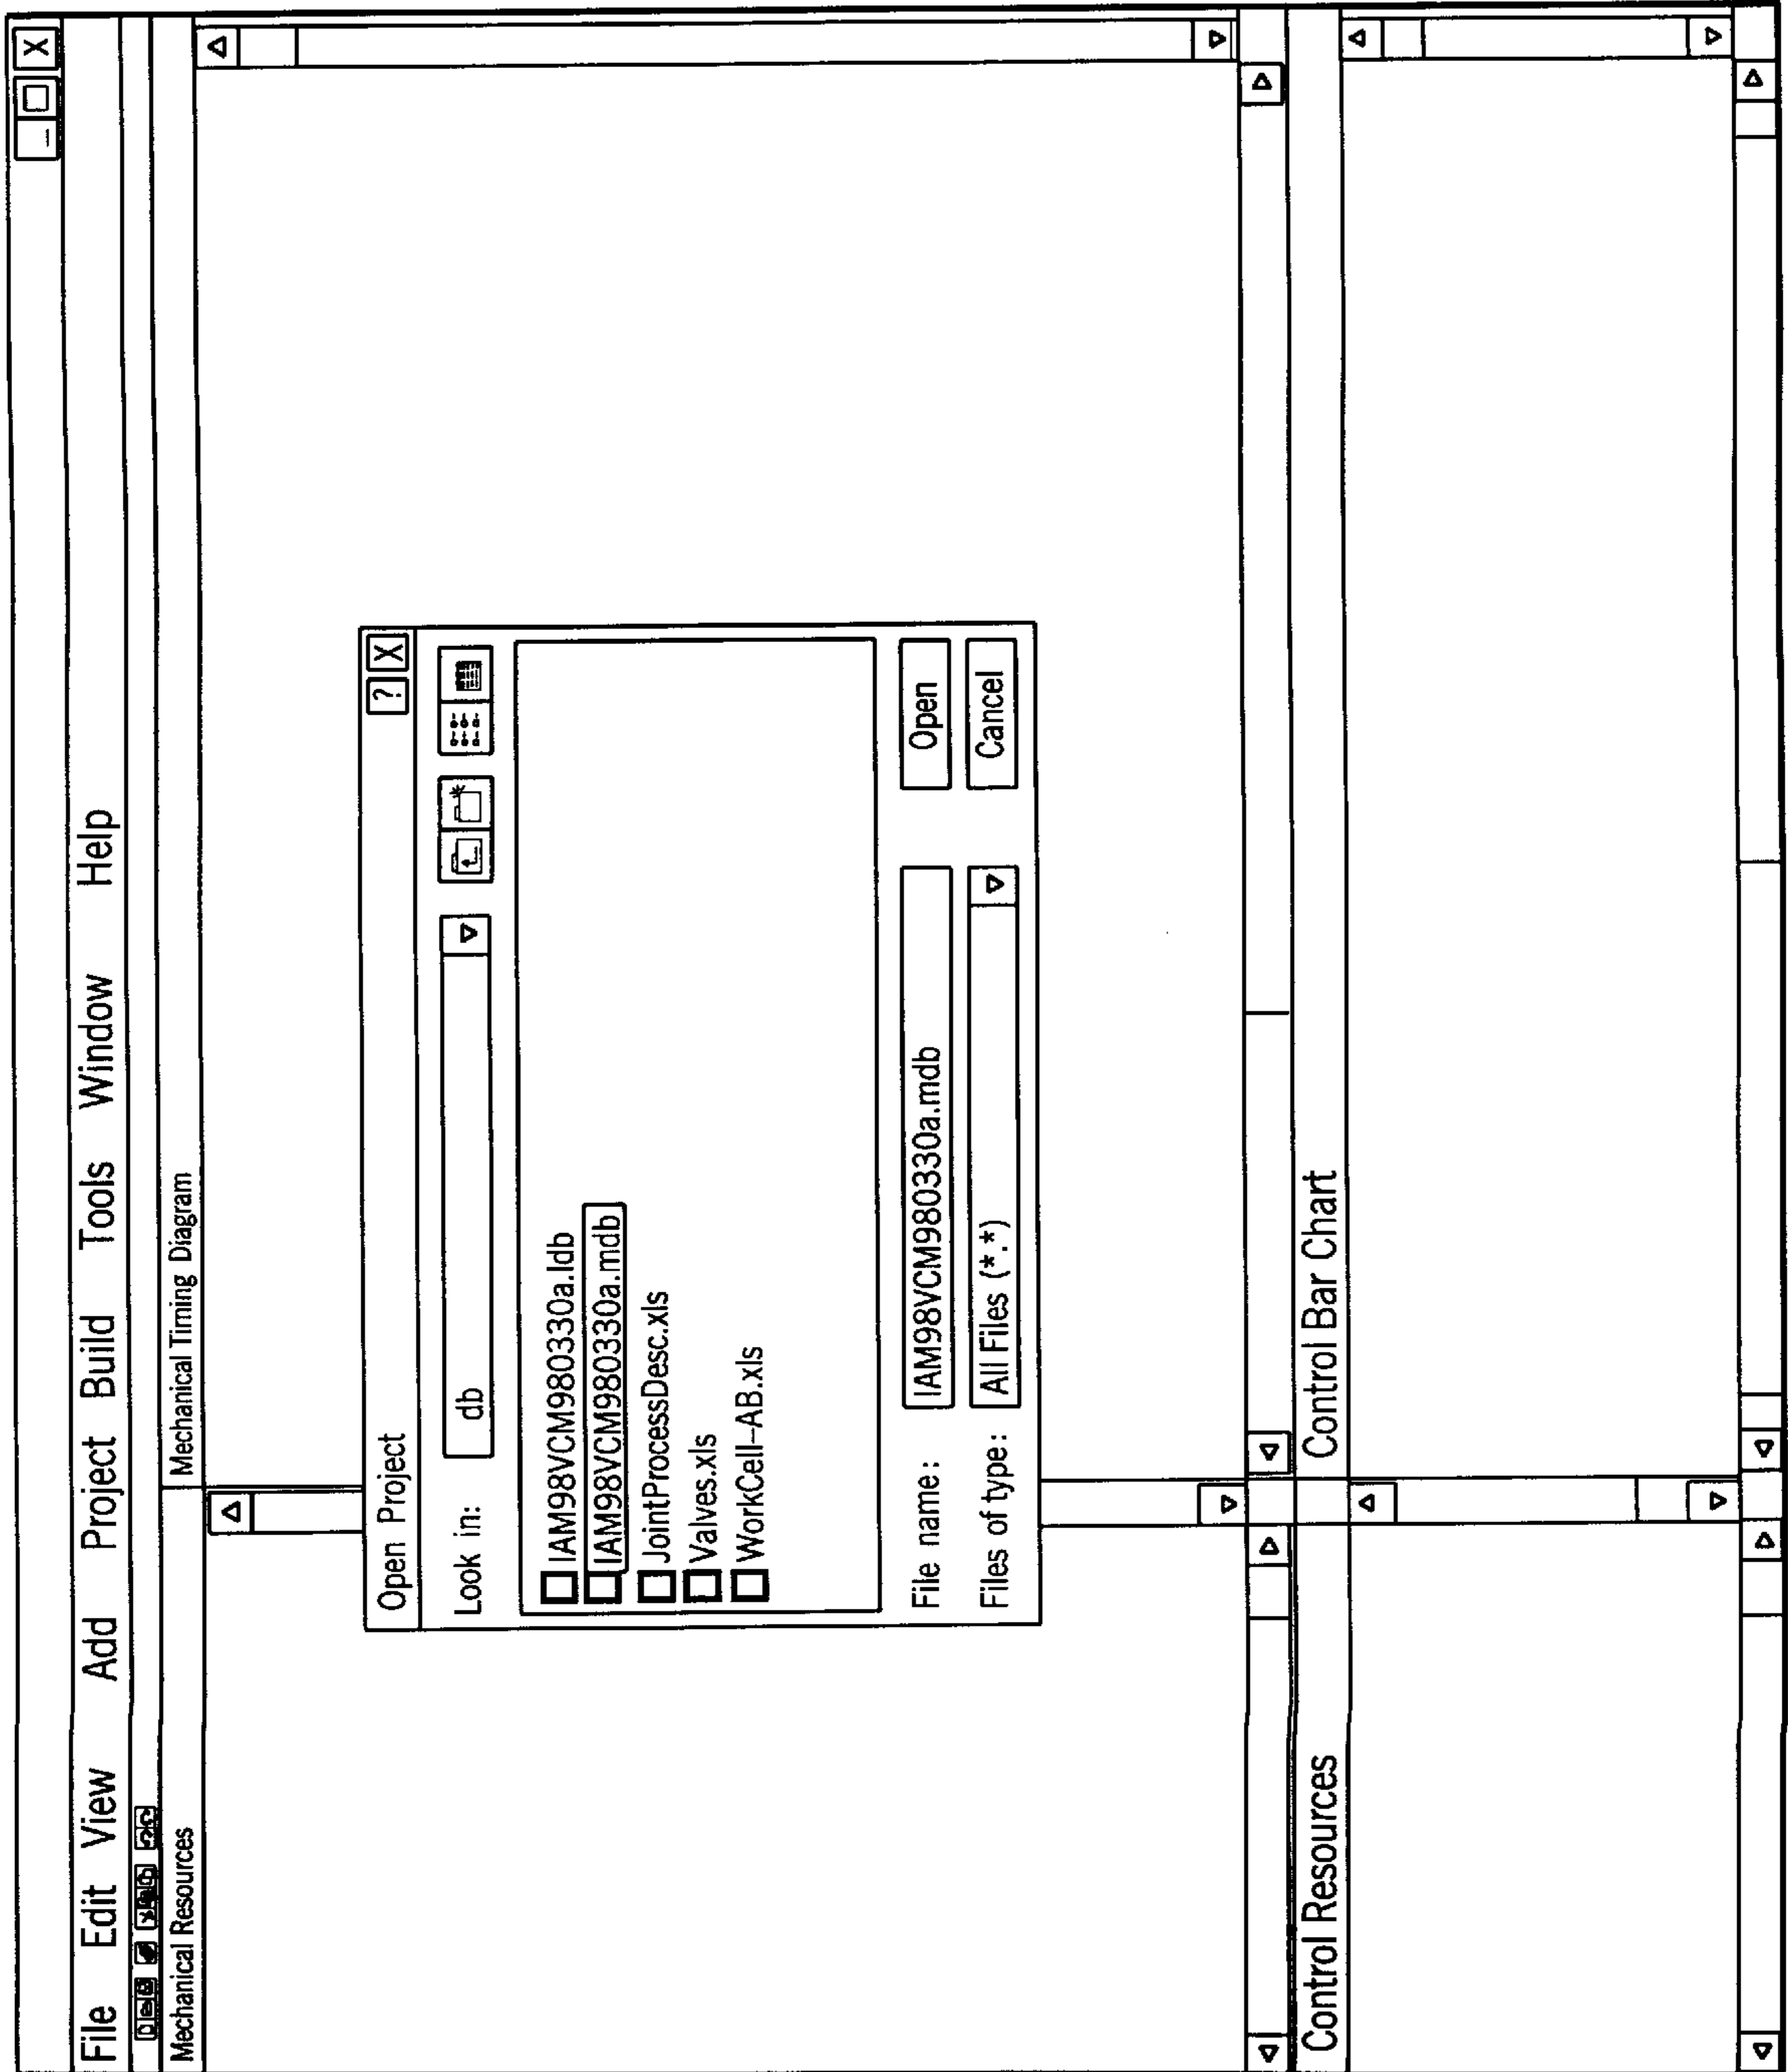 File Edit View Add Project Build Tools Window Help
Mechanical Resources
Mechanical Timing Diagram
Open Project ? X
Look in: db
IAM98VCM980330a.ldb
IAM98VCM980330a.mdb
JointProcessDesc.xls
Valves.xls
WorkCell-AB.xls
File name: IAM98VCM980330a.mdb Open
Files of type: All Files (*.*) Cancel
Control Resources
Control Bar Chart